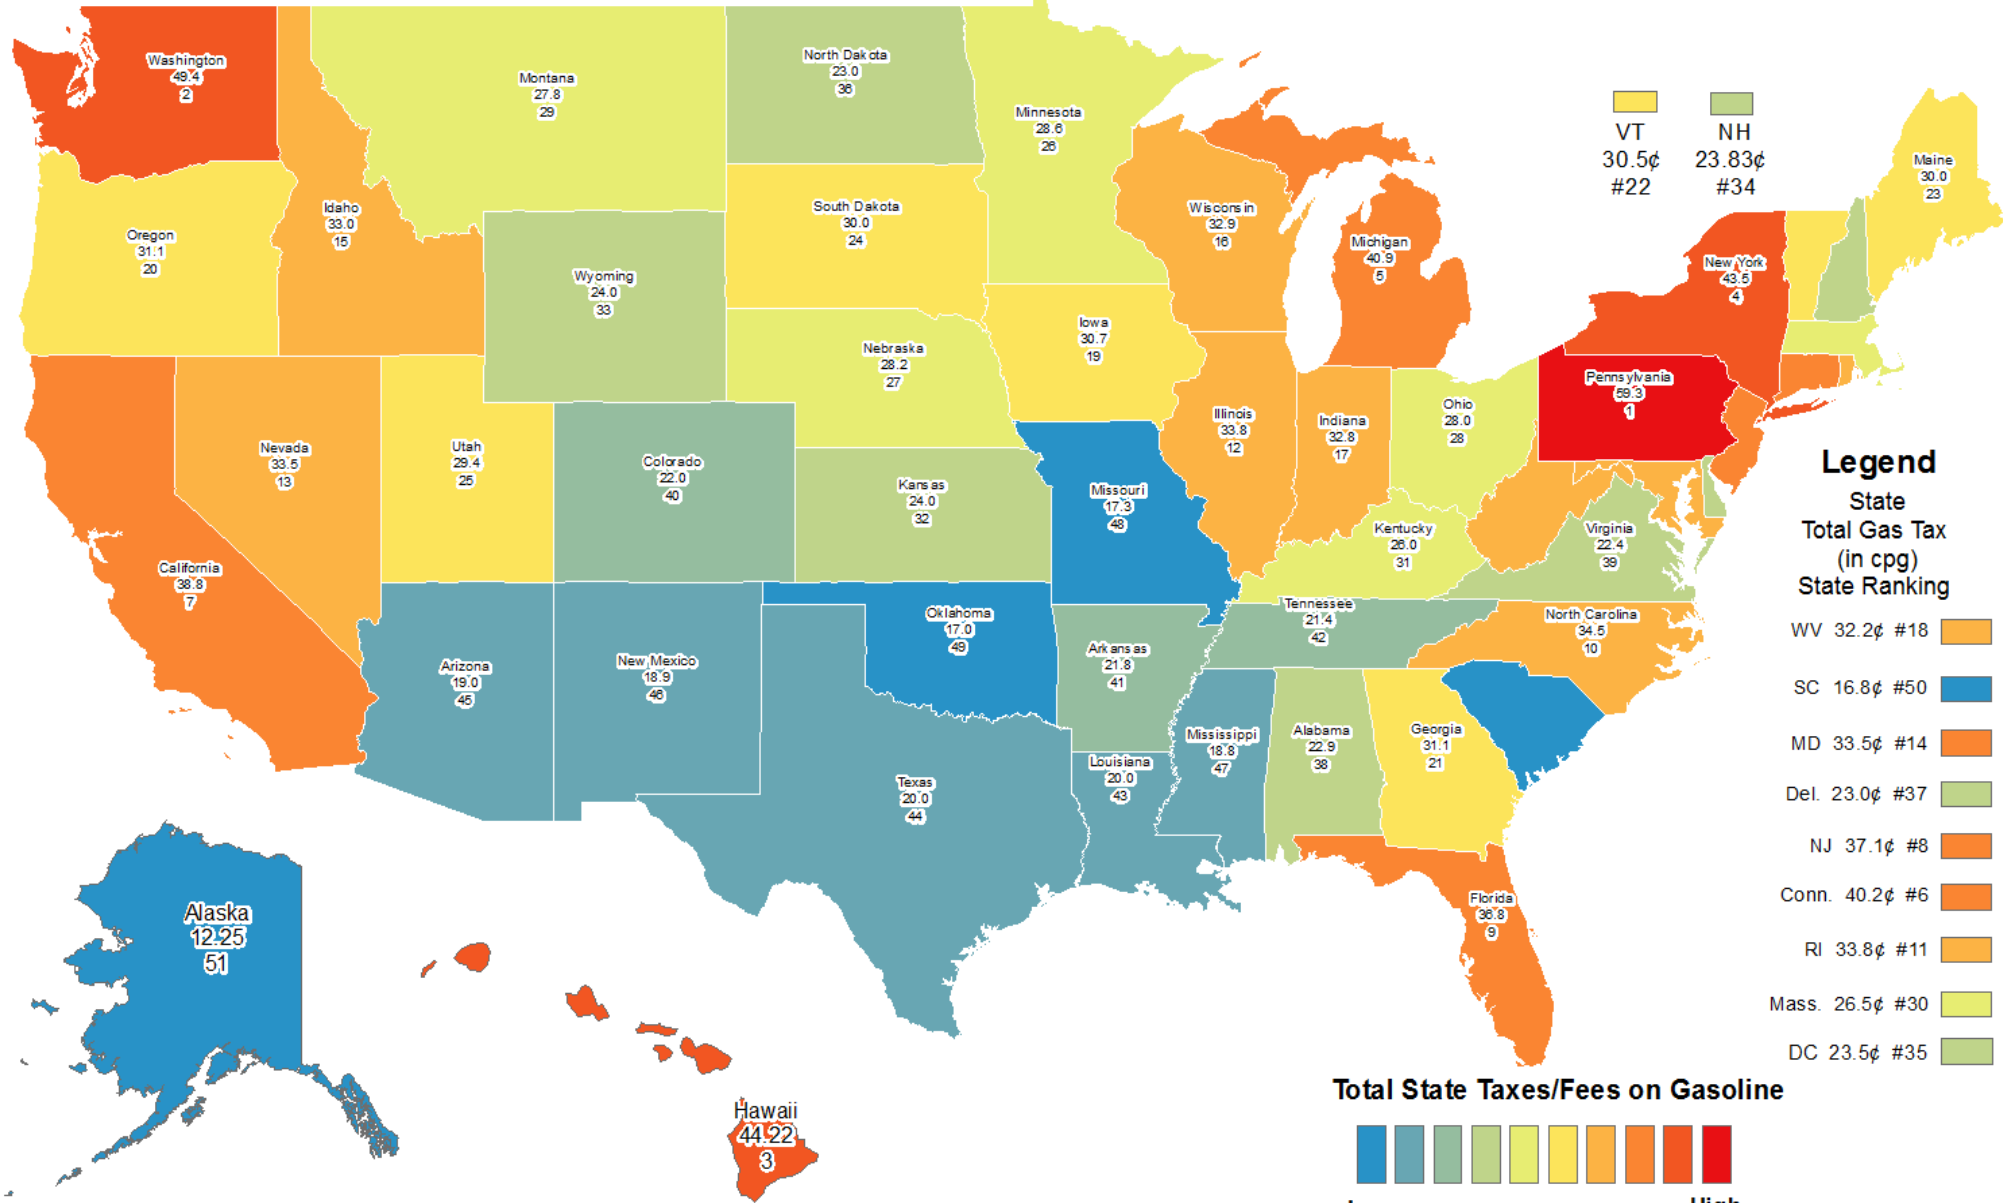 Washington
49.4
2
Montana
27.8
29
North Dakota
23.0
36
Minnesota
28.6
26
VT
30.5¢
#22
NH
23.83¢
#34
Maine
30.0
23
Oregon
31.1
20
Idaho
33.0
15
South Dakota
30.0
24
Wisconsin
32.9
16
Michigan
40.9
5
New York
43.5
4
Wyoming
24.0
33
Iowa
30.7
19
Nebraska
28.2
27
Pennsylvania
59.3
1
Nevada
33.5
13
Utah
29.4
25
Colorado
22.0
40
Kansas
24.0
32
Missouri
17.3
48
Illinois
33.8
12
Indiana
32.8
17
Ohio
28.0
28
Kentucky
26.0
31
Virginia
22.4
39
California
38.8
7
Arizona
19.0
45
New Mexico
18.9
46
Oklahoma
17.0
49
Arkansas
21.8
41
Tennessee
21.4
42
North Carolina
34.5
10
Texas
20.0
44
Louisiana
20.0
43
Mississippi
18.8
47
Alabama
22.9
38
Georgia
31.1
21
Florida
36.8
9
Alaska
12.25
51
Hawaii
44.22
3
Legend
State
Total Gas Tax
(in cpg)
State Ranking
WV 32.2¢ #18
SC 16.8¢ #50
MD 33.5¢ #14
Del. 23.0¢ #37
NJ 37.1¢ #8
Conn. 40.2¢ #6
RI 33.8¢ #11
Mass. 26.5¢ #30
DC 23.5¢ #35
Total State Taxes/Fees on Gasoline
High